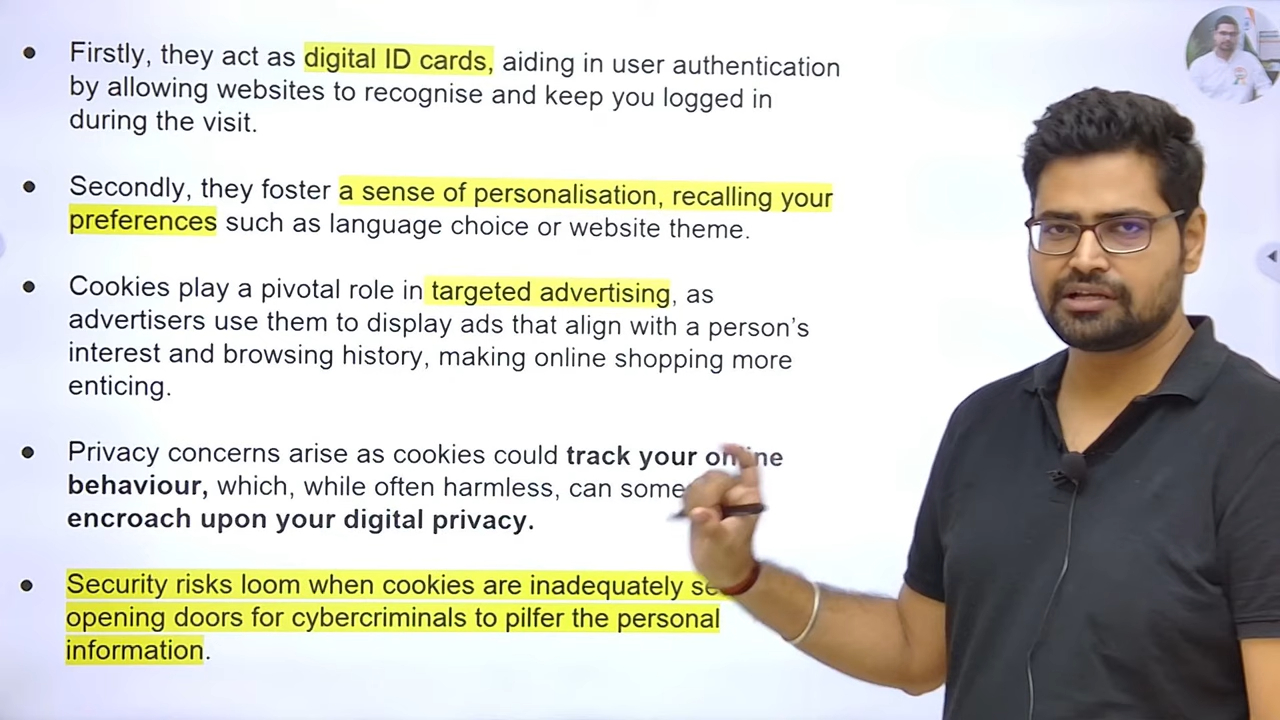 Firstly, they act as digital ID cards, aiding in user authentication
by allowing websites to recognise and keep you logged in
during the visit.
Secondly, they foster a sense of personalisation, recalling your
preferences such as language choice or website theme.
Cookies play a pivotal role in targeted advertising, as
advertisers use them to display ads that align with a person's
interest and browsing history, making online shopping more
enticing.
Privacy concerns arise as cookies could track your online
behaviour, which, while often harmless, can
encroach upon your digital privacy.
Security risks loom when cookies are inadequately
opening doors for cybercriminals to pilfer the personal
information.